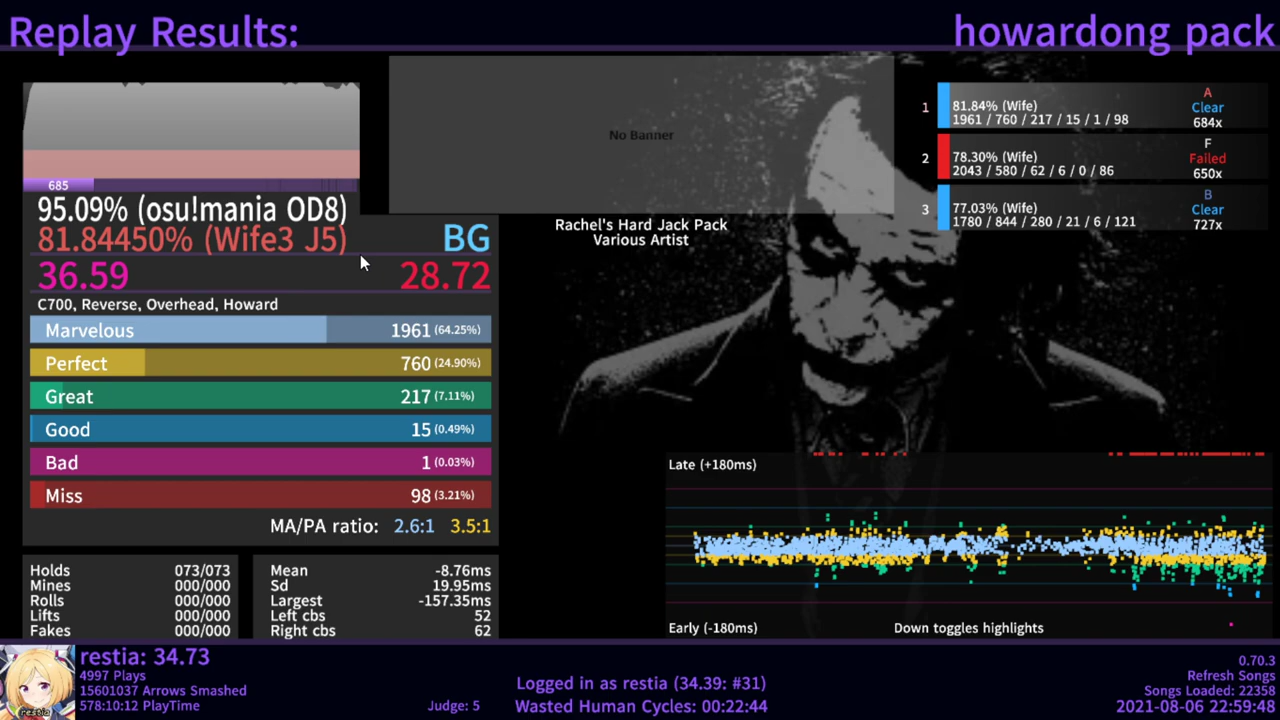 Replay Results:
howardong pack
685
95.09% (osu!mania OD8)
81.84450% (Wife3 J5)
BG
36.59
28.72
C700, Reverse, Overhead, Howard
Marvelous 1961 (64.25%)
Perfect 760 (24.90%)
Great 217 (7.11%)
Good 15 (0.49%)
Bad 1 (0.03%)
Miss 98 (3.21%)
MA/PA ratio: 2.6:1 3.5:1
Holds 073/073
Mines 000/000
Rolls 000/000
Lifts 000/000
Fakes 000/000
Mean -8.76ms
Sd 19.95ms
Largest -157.35ms
Left cbs 52
Right cbs 62
No Banner
Rachel's Hard Jack Pack
Various Artist
1
81.84% (Wife)
1961 / 760 / 217 / 15 / 1 / 98
A
Clear
684x
2
78.30% (Wife)
2043 / 580 / 62 / 6 / 0 / 86
F
Failed
650x
3
77.03% (Wife)
1780 / 844 / 280 / 21 / 6 / 121
B
Clear
727x
Late (+180ms)
Early (-180ms)
Down toggles highlights
restia
restia: 34.73
4997 Plays
15601037 Arrows Smashed
578:10:12 PlayTime
Judge: 5
Logged in as restia (34.39: #31)
Wasted Human Cycles: 00:22:44
0.70.3
Refresh Songs
Songs Loaded: 22358
2021-08-06 22:59:48